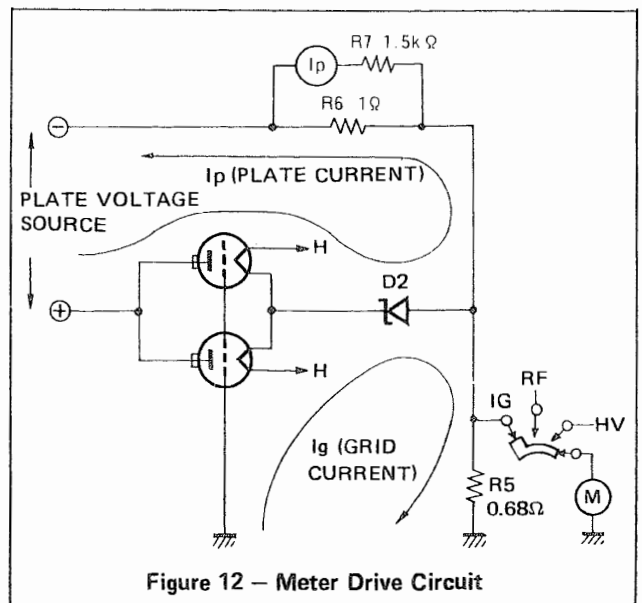 R7 1.5kΩ
Ip
R6 1Ω
−
Ip (PLATE CURRENT)
PLATE VOLTAGE
SOURCE
H
D2
+
H
RF
IG
HV
Ig (GRID
CURRENT)
R5
0.68Ω
M
Figure 12 – Meter Drive Circuit